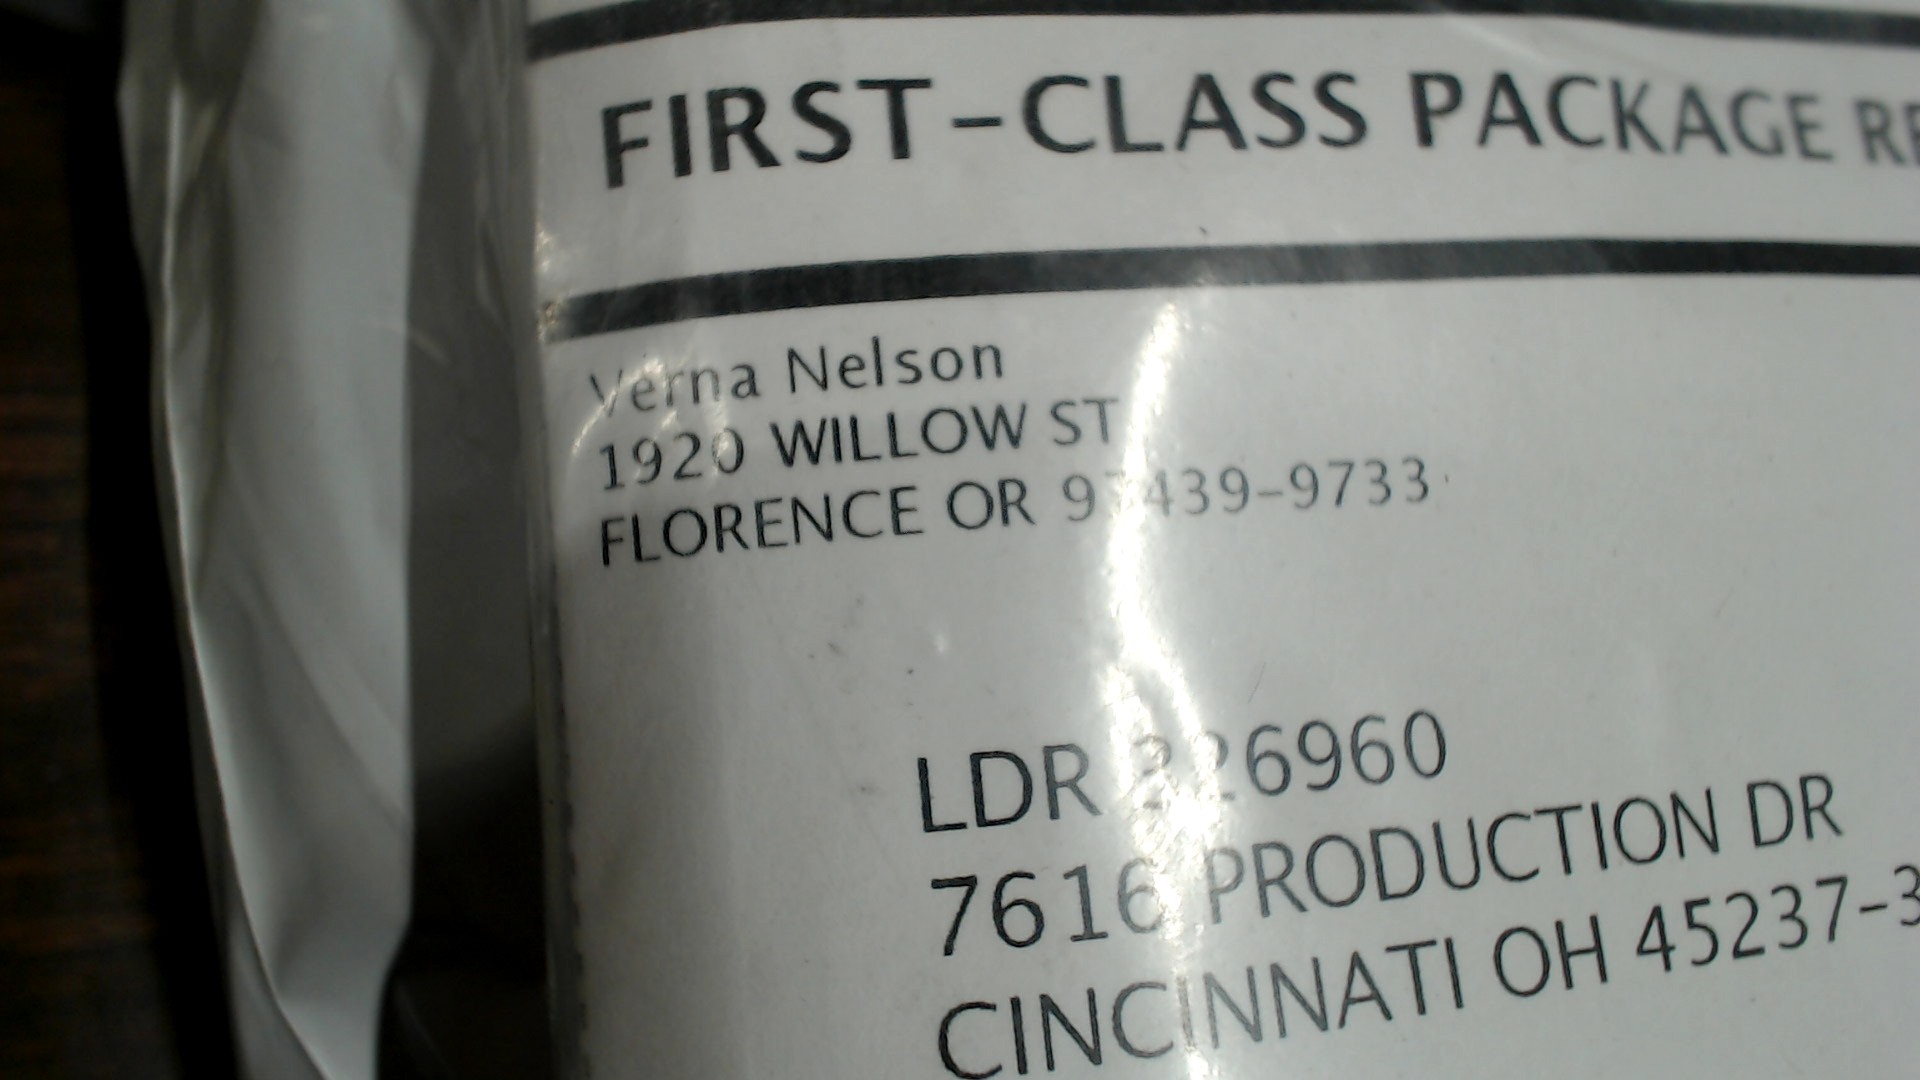 FIRST-CLASS PACKAGE
Verna Nelson
1920 WILLOW ST
FLORENCE OR
LDR
7616 PRODUCTION DR
CINCINNATI OH